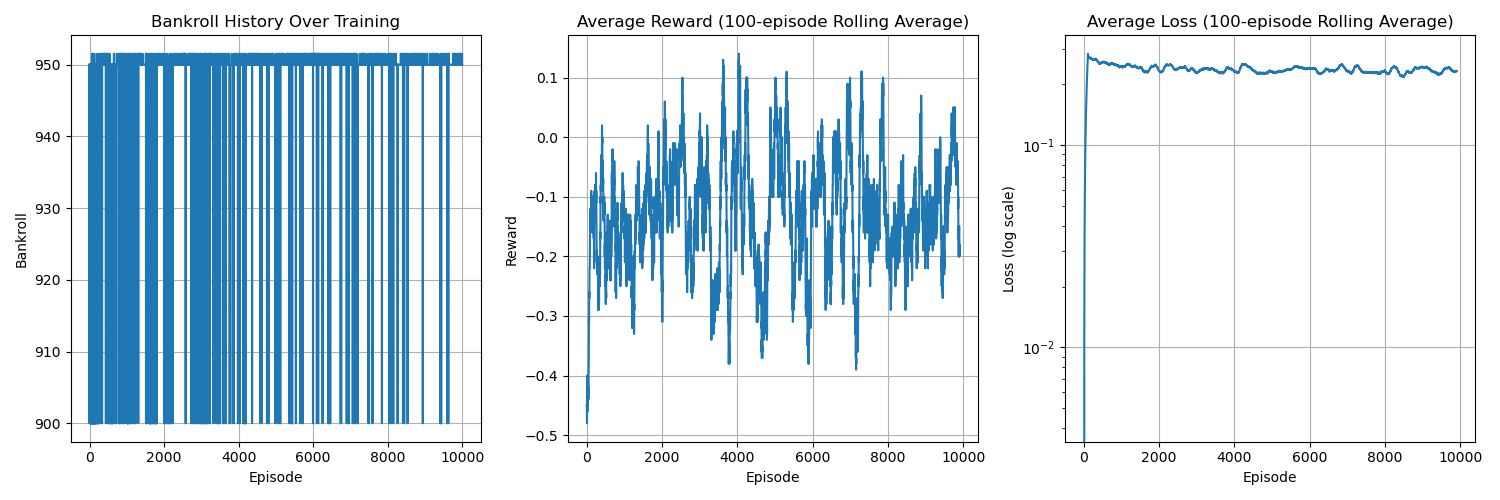 Bankroll History Over Training
950
940
930
920
910
900
Bankroll
0 2000 4000 6000 8000 10000
Episode
Average Reward (100-episode Rolling Average)
0.1
0.0
−0.1
−0.2
−0.3
−0.4
−0.5
Reward
0 2000 4000 6000 8000 10000
Episode
Average Loss (100-episode Rolling Average)
10⁻¹
10⁻²
Loss (log scale)
0 2000 4000 6000 8000 10000
Episode